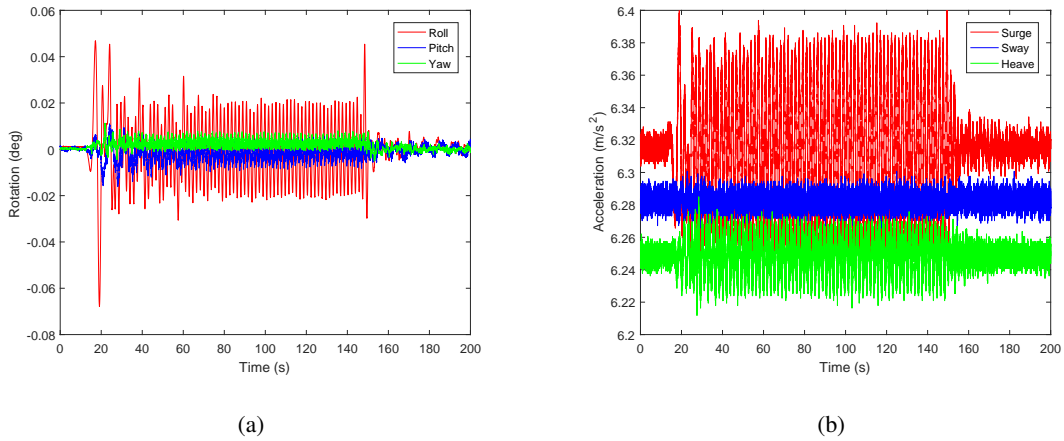 0.06
0.04
0.02
0
-0.02
-0.04
-0.06
-0.08
Rotation (deg)
0 20 40 60 80 100 120 140 160 180 200
Time (s)
Roll
Pitch
Yaw
(a)
6.4
6.38
6.36
6.34
6.32
6.3
6.28
6.26
6.24
6.22
6.2
Acceleration (m/s²)
0 20 40 60 80 100 120 140 160 180 200
Time (s)
Surge
Sway
Heave
(b)